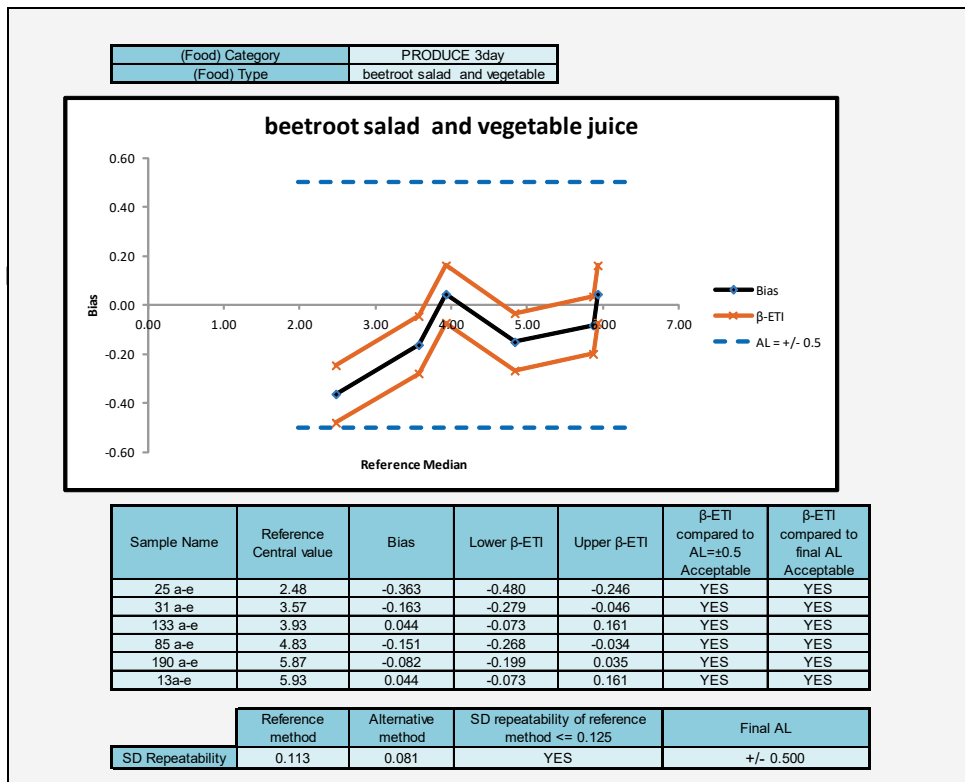 (Food) Category PRODUCE 3day
(Food) Type beetroot salad and vegetable
beetroot salad and vegetable juice
0.60
0.40
0.20
0.00
-0.20
-0.40
-0.60
0.00 1.00 2.00 3.00 4.00 5.00 6.00 7.00
Bias
Reference Median
Bias
β-ETI
AL = +/- 0.5
Sample Name Reference Central value Bias Lower β-ETI Upper β-ETI β-ETI compared to AL=±0.5 Acceptable β-ETI compared to final AL Acceptable
25 a-e 2.48 -0.363 -0.480 -0.246 YES YES
31 a-e 3.57 -0.163 -0.279 -0.046 YES YES
133 a-e 3.93 0.044 -0.073 0.161 YES YES
85 a-e 4.83 -0.151 -0.268 -0.034 YES YES
190 a-e 5.87 -0.082 -0.199 0.035 YES YES
13a-e 5.93 0.044 -0.073 0.161 YES YES
Reference method Alternative method SD repeatability of reference method <= 0.125 Final AL
SD Repeatability 0.113 0.081 YES +/- 0.500